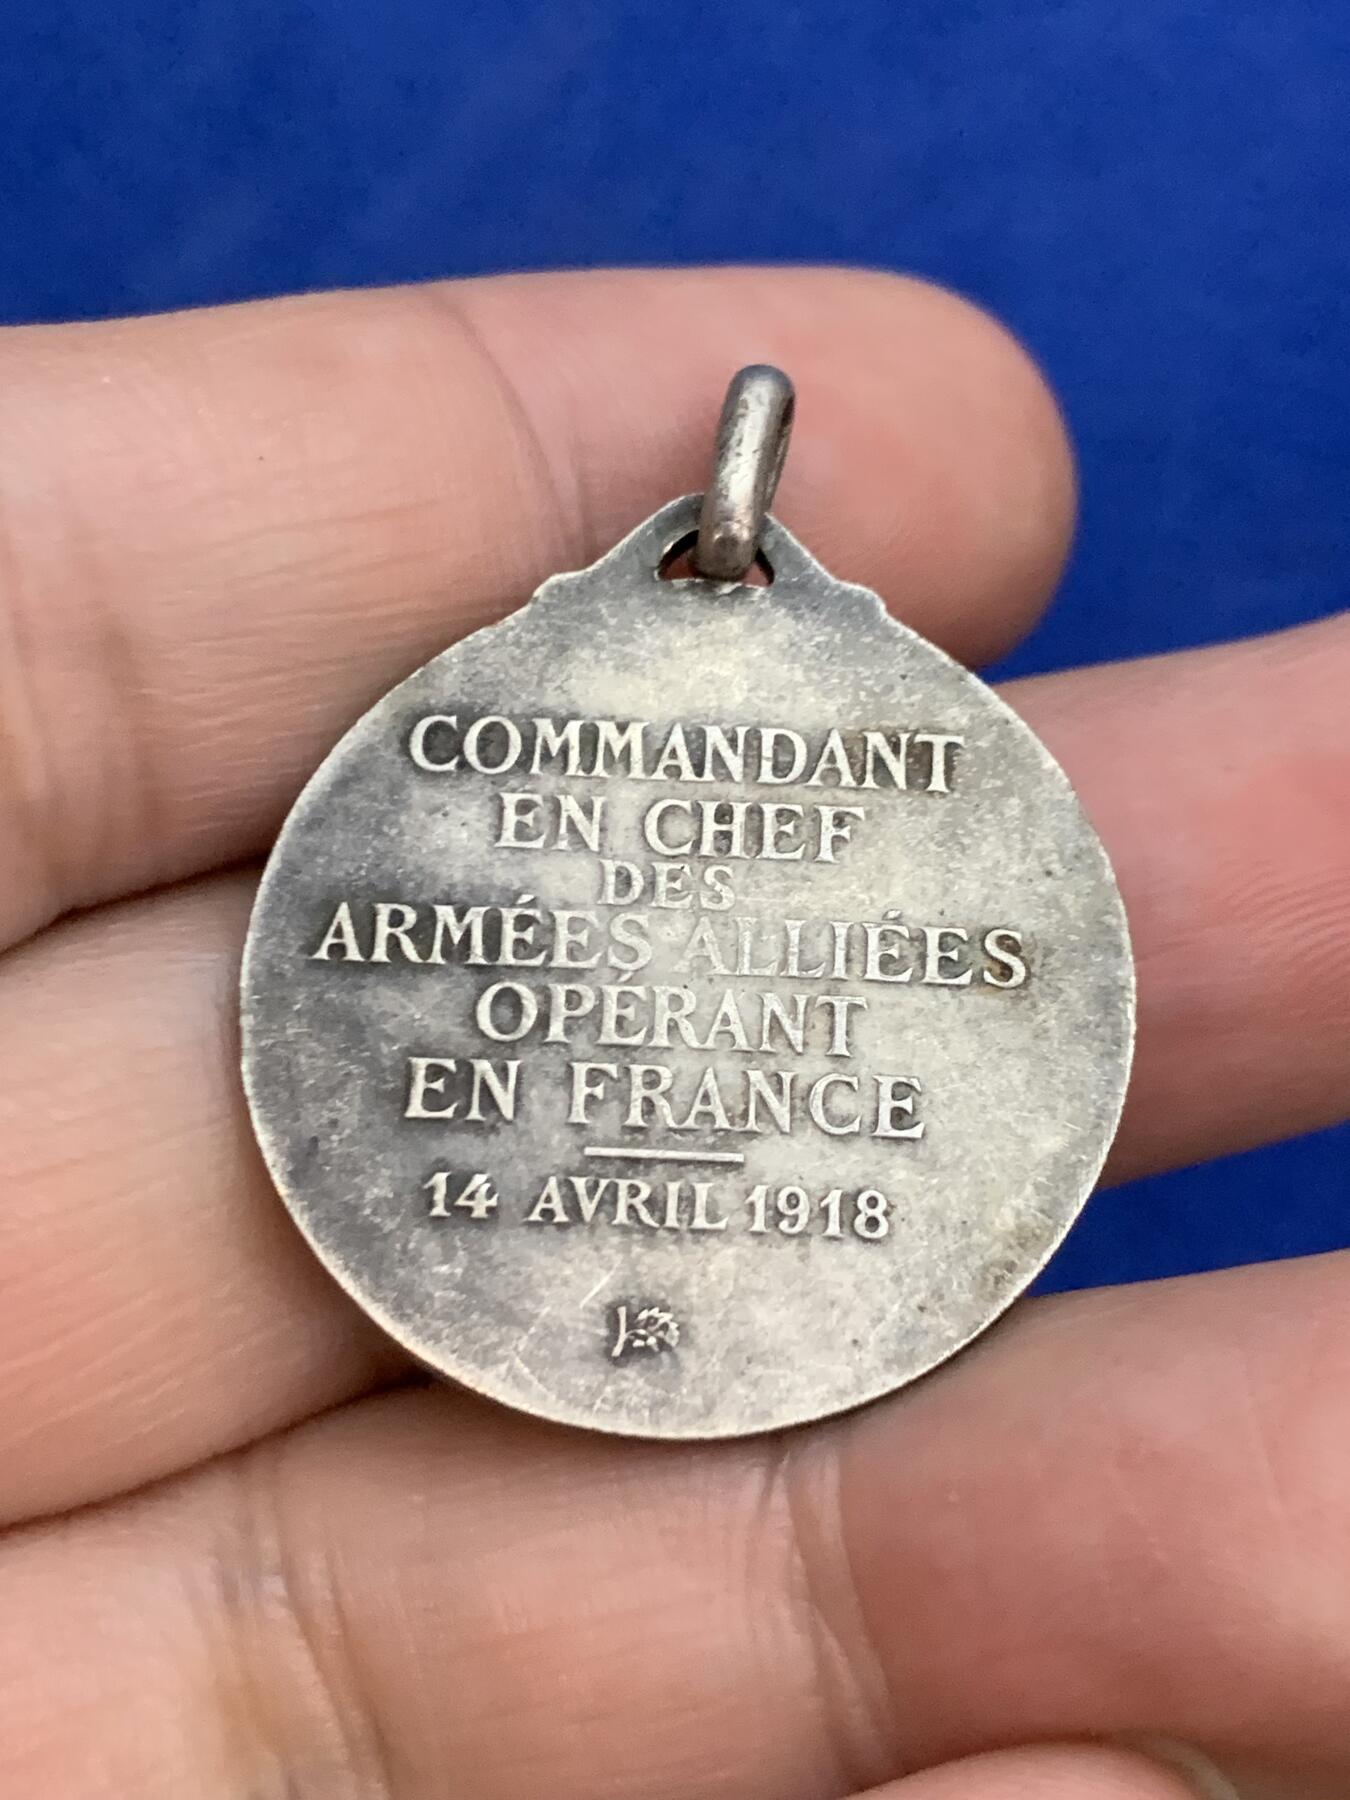 COMMANDANT
EN CHEF
DES
ARMÉES ALLIÉES
OPÉRANT
EN FRANCE
14 AVRIL 1918